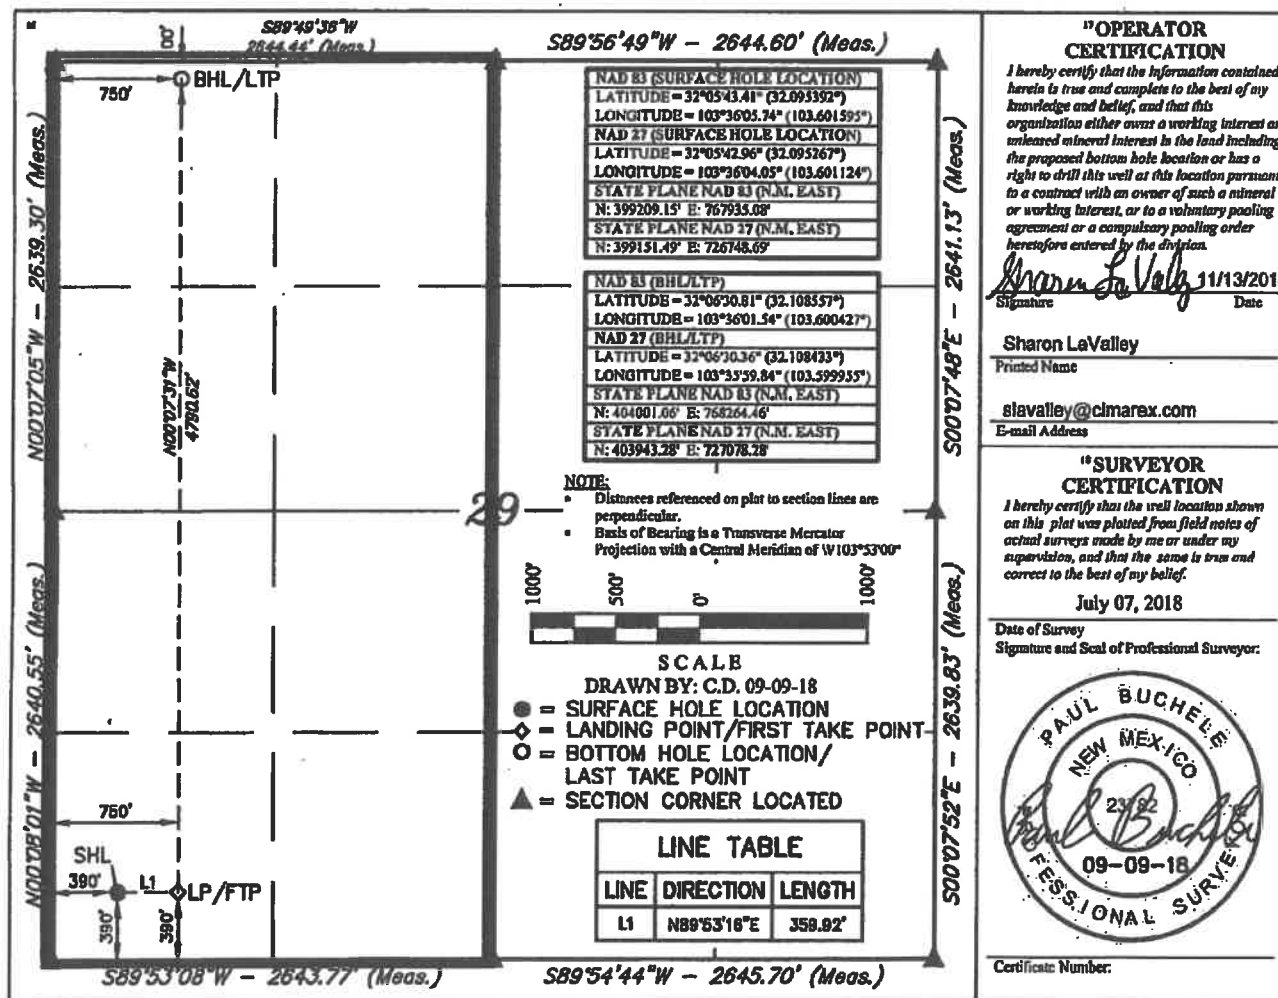 S89°49'36"W
2644.44' (Meas.)
S89°56'49"W – 2644.60' (Meas.)
00'
BHL/LTP
750'
N00°07'05"W – 2639.30' (Meas.)
N00°07'31"W
4790.62'
NAD 83 (SURFACE HOLE LOCATION)
LATITUDE = 32°05'43.41" (32.095392°)
LONGITUDE = 103°36'05.74" (103.601595°)
NAD 27 (SURFACE HOLE LOCATION)
LATITUDE = 32°05'42.96" (32.095267°)
LONGITUDE = 103°36'04.05" (103.601124°)
STATE PLANE NAD 83 (N.M. EAST)
N: 399209.15' E: 767935.08'
STATE PLANE NAD 27 (N.M. EAST)
N: 399151.49' E: 726748.69'
NAD 83 (BHL/LTP)
LATITUDE = 32°06'30.81" (32.108557°)
LONGITUDE = 103°36'01.54" (103.600427°)
NAD 27 (BHL/LTP)
LATITUDE = 32°06'30.36" (32.108433°)
LONGITUDE = 103°35'59.84" (103.599955°)
STATE PLANE NAD 83 (N.M. EAST)
N: 404001.06' E: 768264.46'
STATE PLANE NAD 27 (N.M. EAST)
N: 403943.28' E: 727078.28'
S00°07'48"E – 2641.13' (Meas.)
29
NOTE:
• Distances referenced on plat to section lines are
perpendicular.
• Basis of Bearing is a Transverse Mercator
Projection with a Central Meridian of W103°53'00"
1000' 500' 0' 1000'
SCALE
DRAWN BY: C.D. 09-09-18
= SURFACE HOLE LOCATION
= LANDING POINT/FIRST TAKE POINT
= BOTTOM HOLE LOCATION/
LAST TAKE POINT
= SECTION CORNER LOCATED
N00°08'01"W – 2640.55' (Meas.)
S00°07'52"E – 2639.83' (Meas.)
750'
SHL
390'
L1
LP/FTP
390'
390'
LINE TABLE
LINE DIRECTION LENGTH
L1 N89°53'16"E 359.92'
S89°53'08"W – 2643.77' (Meas.)
S89°54'44"W – 2645.70' (Meas.)
17 OPERATOR
CERTIFICATION
I hereby certify that the information contained
herein is true and complete to the best of my
knowledge and belief, and that this
organization either owns a working interest or
unleased mineral interest in the land including
the proposed bottom hole location or has a
right to drill this well at this location pursuant
to a contract with an owner of such a mineral
or working interest, or to a voluntary pooling
agreement or a compulsory pooling order
heretofore entered by the division.
Sharon LaValley 11/13/201
Signature Date
Sharon LaValley
Printed Name
slavalley@cimarex.com
E-mail Address
18 SURVEYOR
CERTIFICATION
I hereby certify that the well location shown
on this plat was plotted from field notes of
actual surveys made by me or under my
supervision, and that the same is true and
correct to the best of my belief.
July 07, 2018
Date of Survey
Signature and Seal of Professional Surveyor:
PAUL BUCHELE
NEW MEXICO
Paul Buchele
09-09-18
FESSIONAL SURVE
Certificate Number: